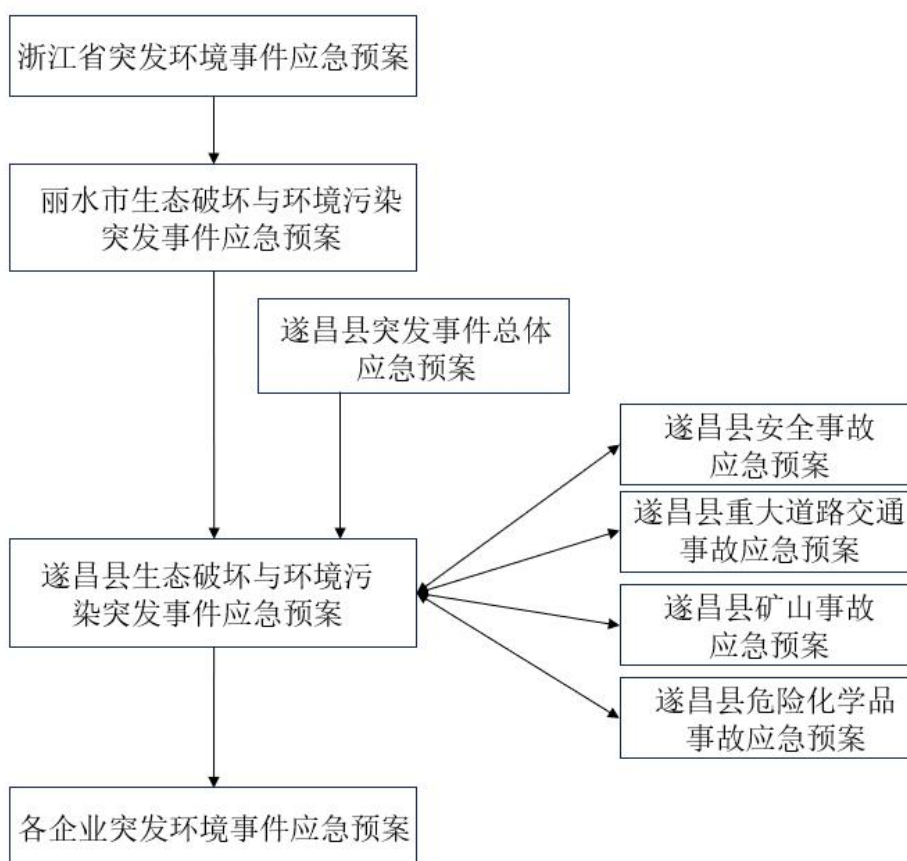 浙江省突发环境事件应急预案
丽水市生态破坏与环境污染
突发事件应急预案
遂昌县突发事件总体
应急预案
遂昌县安全事故
应急预案
遂昌县重大道路交通
事故应急预案
遂昌县生态破坏与环境污
染突发事件应急预案
遂昌县矿山事故
应急预案
遂昌县危险化学品
事故应急预案
各企业突发环境事件应急预案